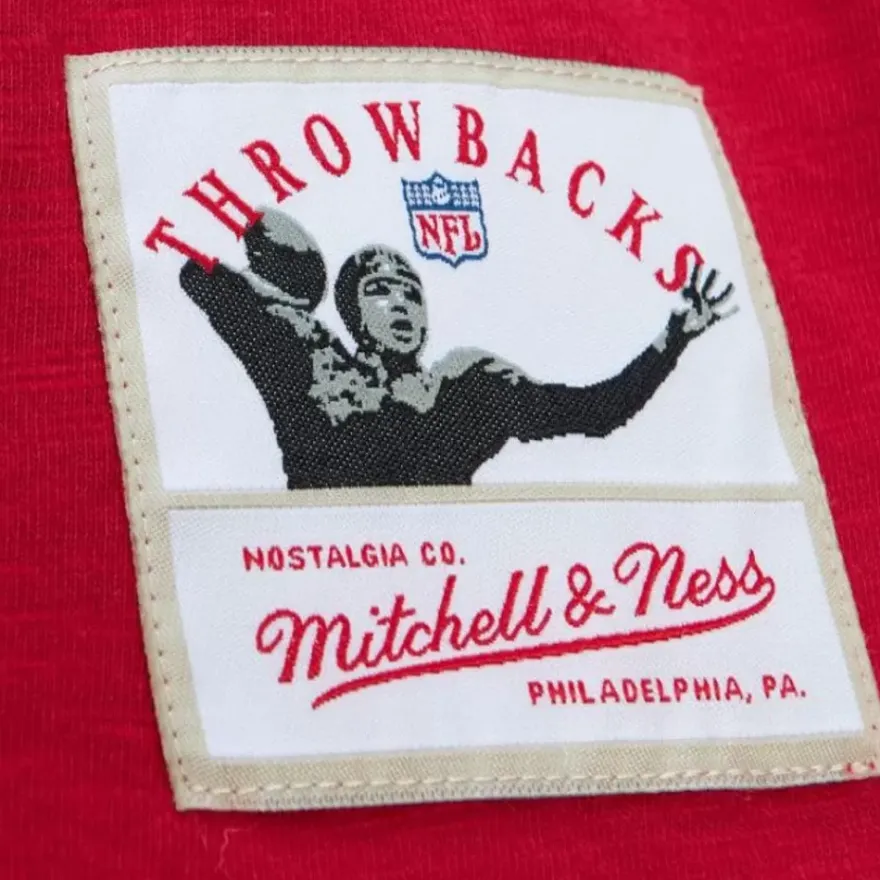 THROWBACKS
NFL
NOSTALGIA CO.
Mitchell & Ness
PHILADELPHIA, PA.